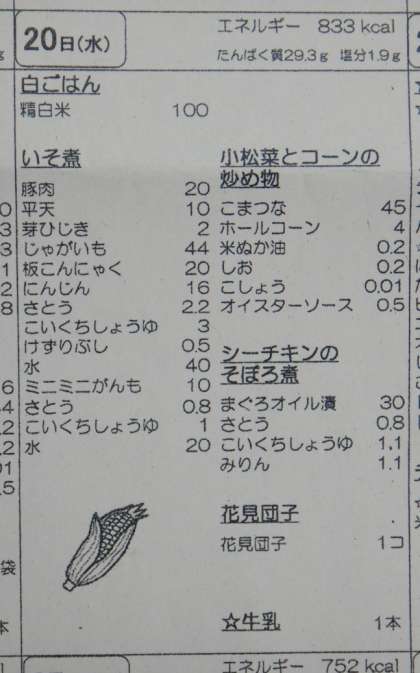 20日(水)
エネルギー 833 kcal
たんぱく質29.3g 塩分1.9g
白ごはん
精白米 100
いそ煮
豚肉 20
平天 10
芽ひじき 2
じゃがいも 44
板こんにゃく 20
にんじん 16
さとう 2.2
こいくちしょうゆ 3
けずりぶし 0.5
水 40
ミニミニがんも 10
さとう 0.8
こいくちしょうゆ 1
水 20
小松菜とコーンの
炒め物
こまつな 45
ホールコーン 4
米ぬか油 0.2
しお 0.2
こしょう 0.01
オイスターソース 0.5
シーチキンの
そぼろ煮
まぐろオイル漬 30
さとう 0.8
こいくちしょうゆ 1.1
みりん 1.1
花見団子
花見団子 1コ
☆牛乳 1本
エネルギー 752 kcal